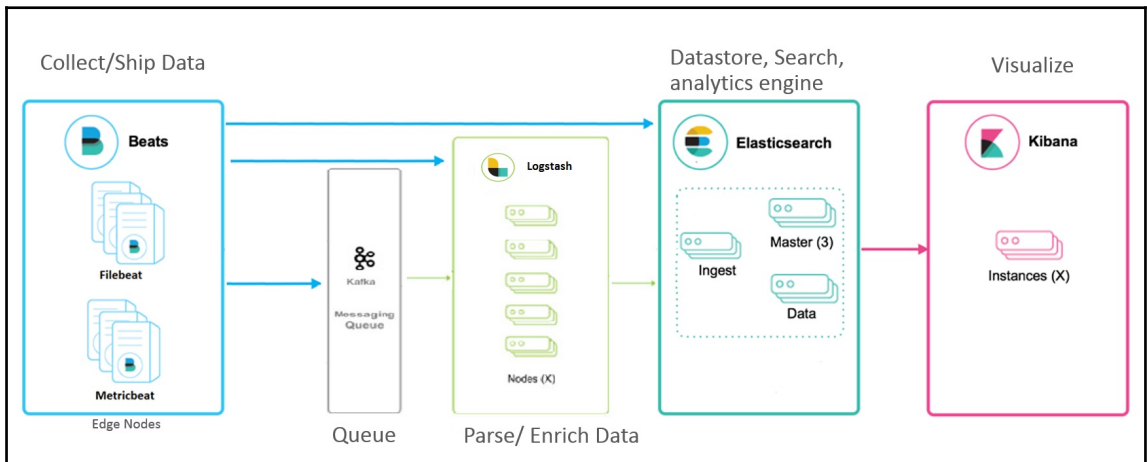 Collect/Ship Data
Datastore, Search,
analytics engine
Visualize
Beats
Filebeat
Metricbeat
Edge Nodes
Kafka
Messaging
Queue
Queue
Logstash
Nodes (X)
Parse/ Enrich Data
Elasticsearch
Master (3)
Ingest
Data
Kibana
Instances (X)